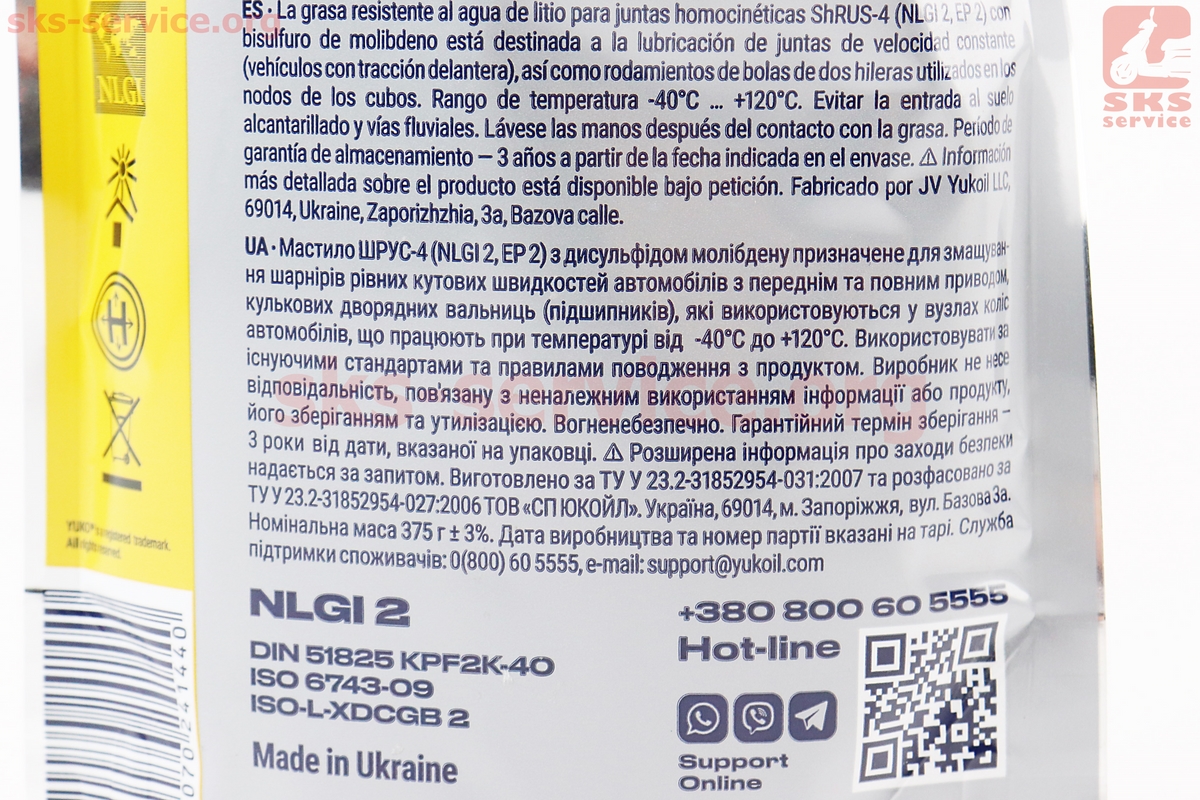 sks-service.org
SKS
service
NLGI
H
YUKO® is registered trademark.
All rights reserved.
070241440
ES · La grasa resistente al agua de litio para juntas homocinéticas ShRUS-4 (NLGI 2, EP 2) con
bisulfuro de molibdeno está destinada a la lubricación de juntas de velocidad constante
(vehículos con tracción delantera), así como rodamientos de bolas de dos hileras utilizados en los
nodos de los cubos. Rango de temperatura -40°C ... +120°C. Evitar la entrada al suelo
alcantarillado y vías fluviales. Lávese las manos después del contacto con la grasa. Período de
garantía de almacenamiento – 3 años a partir de la fecha indicada en el envase. ⚠ Información
más detallada sobre el producto está disponible bajo petición. Fabricado por JV Yukoil LLC,
69014, Ukraine, Zaporizhzhia, 3a, Bazova calle.
UA · Мастило ШРУС-4 (NLGI 2, EP 2) з дисульфідом молібдену призначене для змащуван-
ня шарнірів рівних кутових швидкостей автомобілів з переднім та повним приводом,
кулькових дворядних вальниць (підшипників), які використовуються у вузлах коліс
автомобілів, що працюють при температурі від -40°C до +120°C. Використовувати за
існуючими стандартами та правилами поводження з продуктом. Виробник не несе
відповідальність, пов'язану з неналежним використанням інформації або продукту,
його зберіганням та утилізацією. Вогненебезпечно. Гарантійний термін зберігання –
3 роки від дати, вказаної на упаковці. ⚠ Розширена інформація про заходи безпеки
надається за запитом. Виготовлено за ТУ У 23.2-31852954-031:2007 та розфасовано за
ТУ У 23.2-31852954-027:2006 ТОВ «СП ЮКОЙЛ». Україна, 69014, м. Запоріжжя, вул. Базова 3а.
Номінальна маса 375 г ± 3%. Дата виробництва та номер партії вказані на тарі. Служба
підтримки споживачів: 0(800) 60 5555, e-mail: support@yukoil.com
sks-service.org
NLGI 2
DIN 51825 KPF2K-40
ISO 6743-09
ISO-L-XDCGB 2
Made in Ukraine
+380 800 60 5555
Hot-line
Support
Online